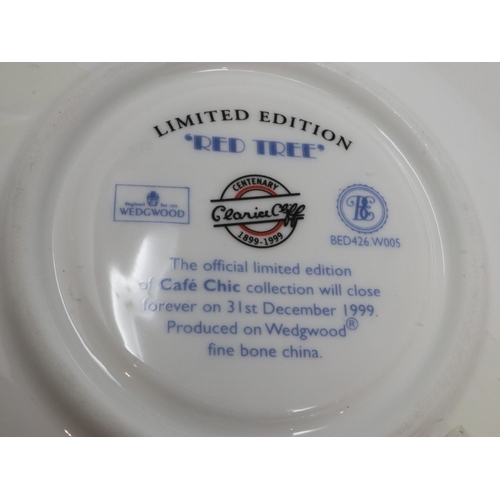 LIMITED EDITION
'RED TREE'
CENTENARY
Clarice Cliff
1899-1999
England
WEDGWOOD
BED426.W005
The official limited edition
of Café Chic collection will close
forever on 31st December 1999.
Produced on Wedgwood®
fine bone china.